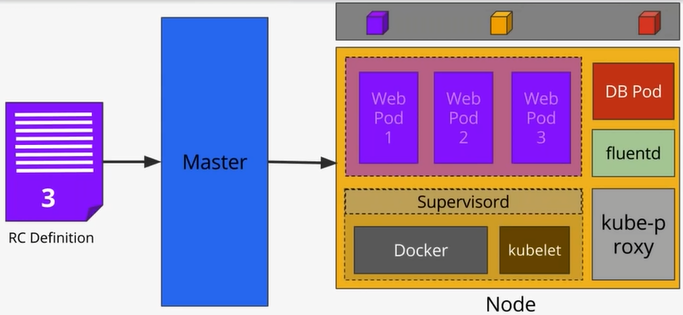 3
RC Definition
Master
Web
Pod
1
Web
Pod
2
Web
Pod
3
DB Pod
fluentd
Supervisord
Docker
kubelet
kube-p
roxy
Node